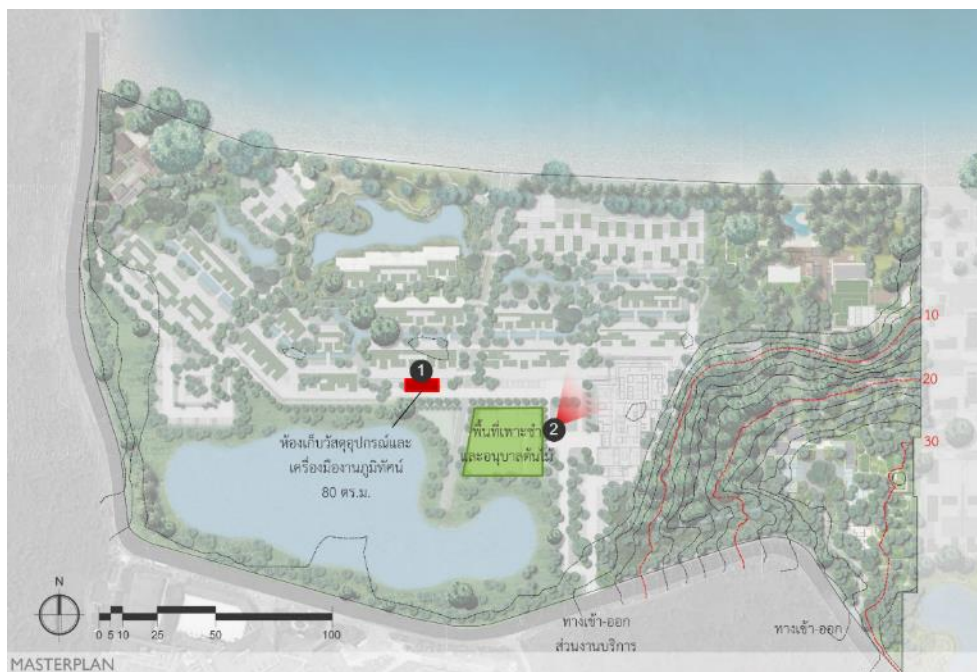 10
20
30
1
2
พื้นที่เพาะชำ
และอนุบาลต้นไม้
ห้องเก็บวัสดุอุปกรณ์และ
เครื่องมืองานภูมิทัศน์
80 ตร.ม.
N
0 5 10 25 50 100
ทางเข้า-ออก
ส่วนงานบริการ
ทางเข้า-ออก
MASTERPLAN